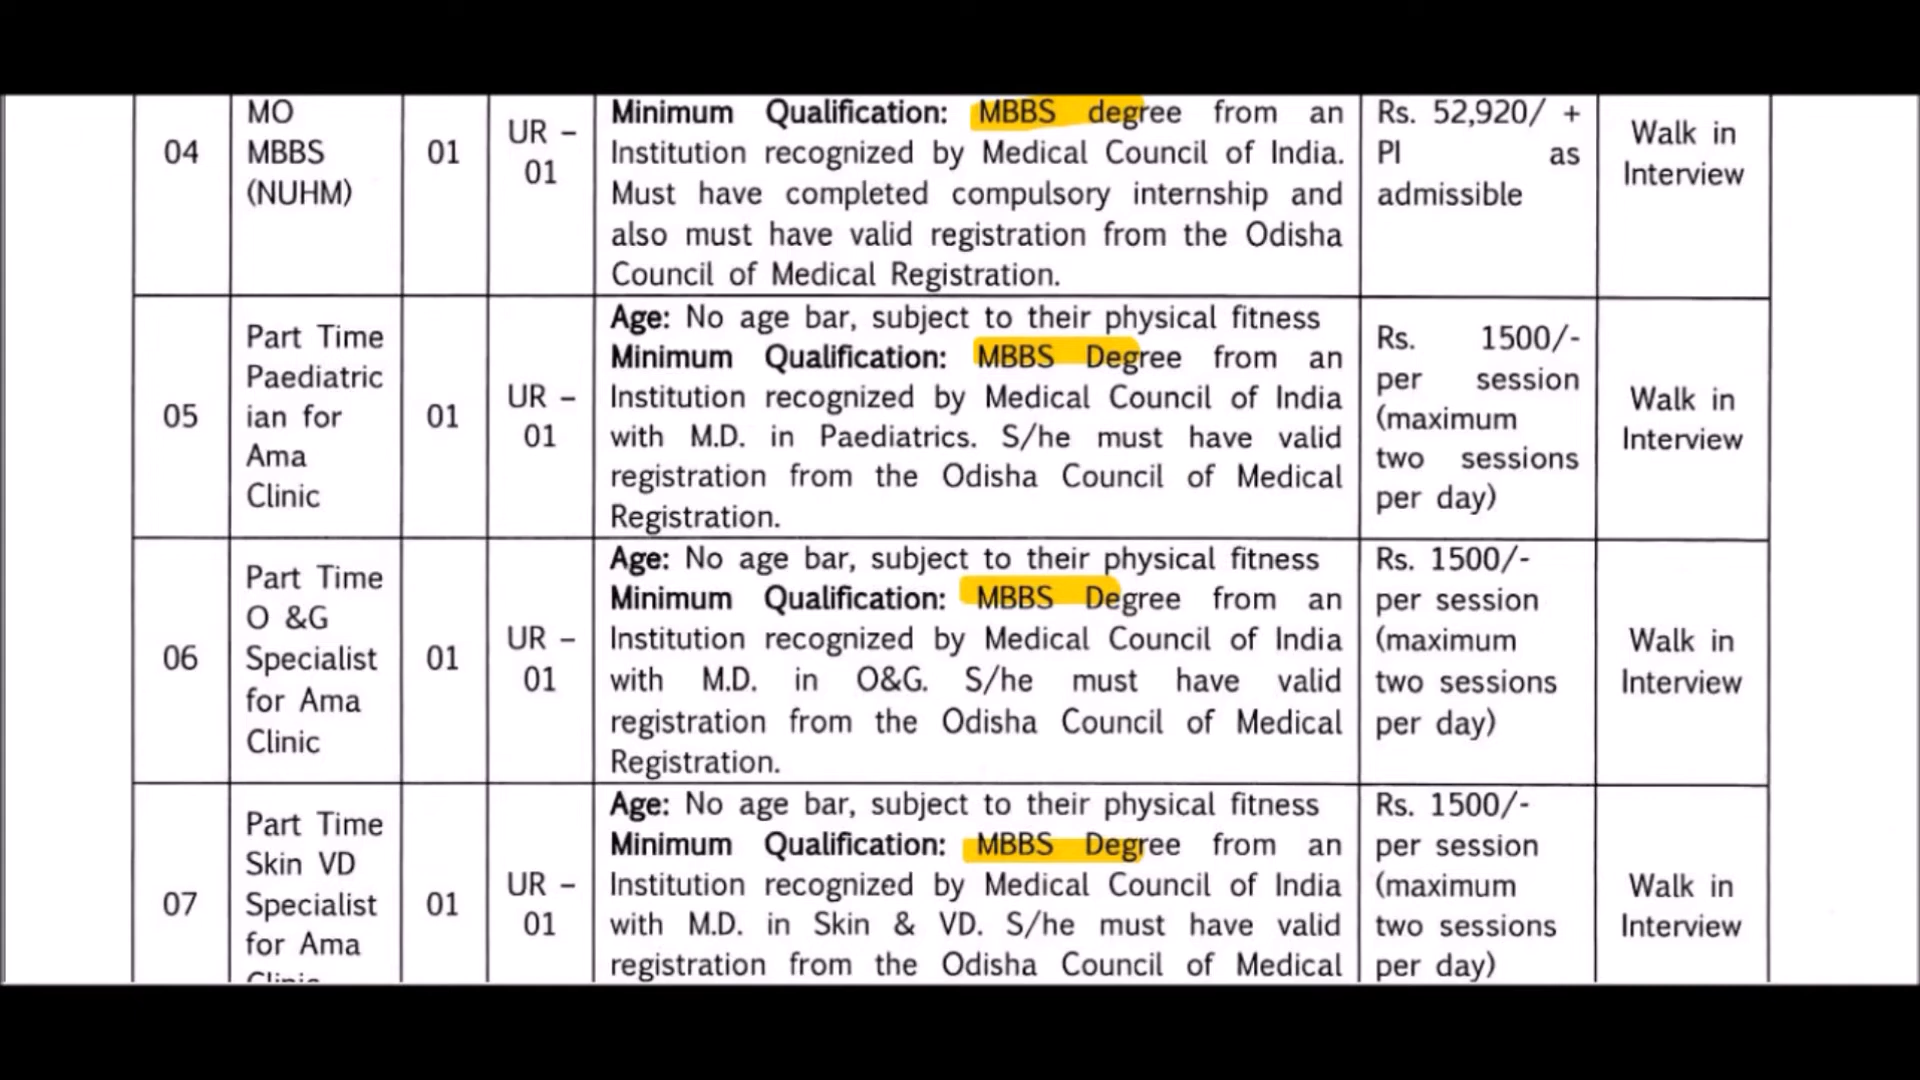 04
MO
MBBS
(NUHM)
01
UR –
01
Minimum Qualification: MBBS degree from an
Institution recognized by Medical Council of India.
Must have completed compulsory internship and
also must have valid registration from the Odisha
Council of Medical Registration.
Rs. 52,920/ +
PI as
admissible
Walk in
Interview
05
Part Time
Paediatric
ian for
Ama
Clinic
01
UR –
01
Age: No age bar, subject to their physical fitness
Minimum Qualification: MBBS Degree from an
Institution recognized by Medical Council of India
with M.D. in Paediatrics. S/he must have valid
registration from the Odisha Council of Medical
Registration.
Rs. 1500/-
per session
(maximum
two sessions
per day)
Walk in
Interview
06
Part Time
O &G
Specialist
for Ama
Clinic
01
UR –
01
Age: No age bar, subject to their physical fitness
Minimum Qualification: MBBS Degree from an
Institution recognized by Medical Council of India
with M.D. in O&G. S/he must have valid
registration from the Odisha Council of Medical
Registration.
Rs. 1500/-
per session
(maximum
two sessions
per day)
Walk in
Interview
07
Part Time
Skin VD
Specialist
for Ama
Clinic
01
UR –
01
Age: No age bar, subject to their physical fitness
Minimum Qualification: MBBS Degree from an
Institution recognized by Medical Council of India
with M.D. in Skin & VD. S/he must have valid
registration from the Odisha Council of Medical
Rs. 1500/-
per session
(maximum
two sessions
per day)
Walk in
Interview